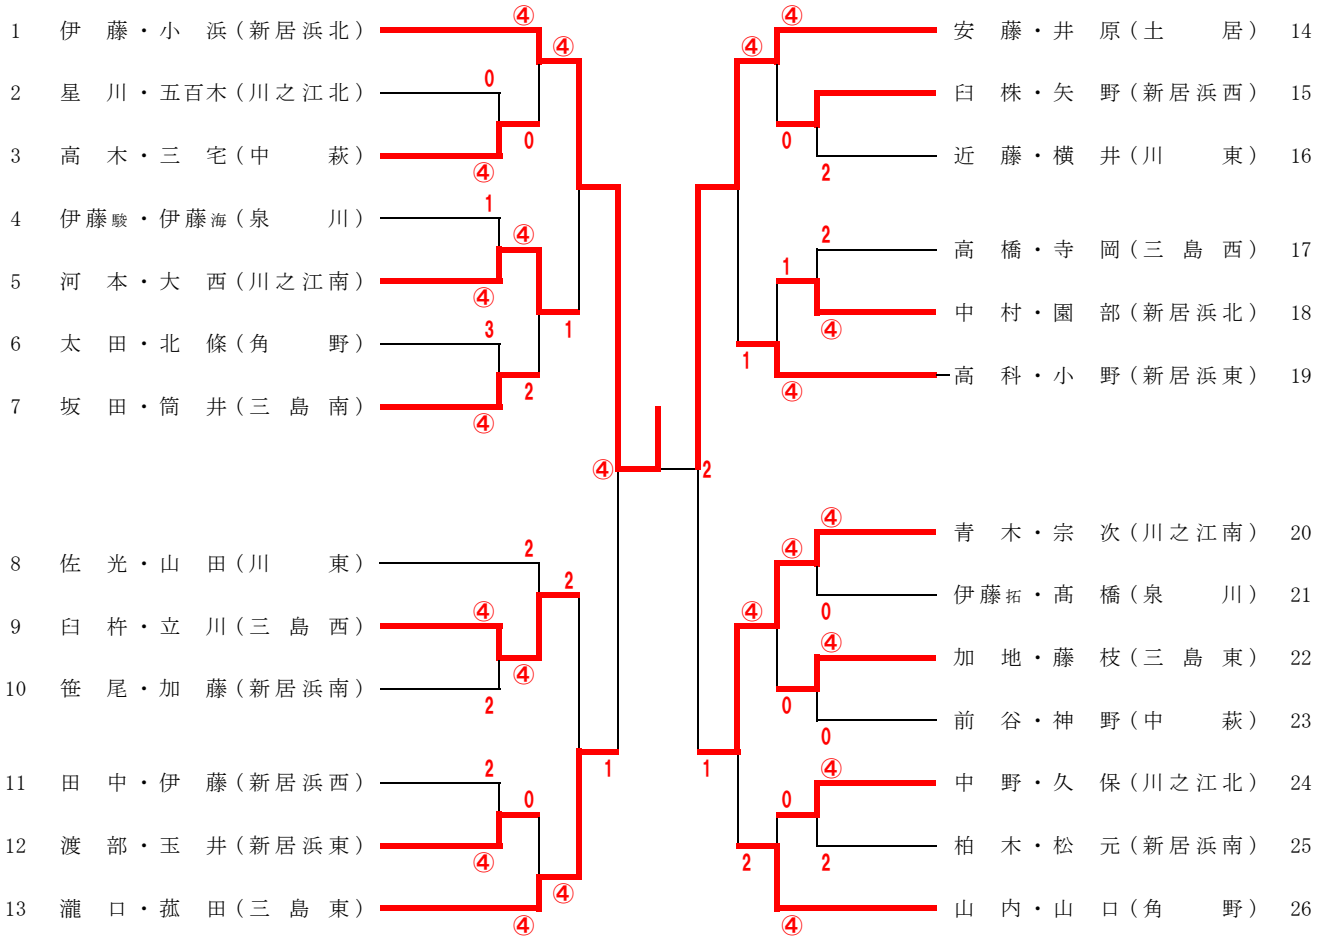 ④ ④
1 伊藤・小浜(新居浜北) 安藤・井原(土居) 14
④ ④
2 星川・五百木(川之江北) 0 臼株・矢野(新居浜西) 15
0 0
3 高木・三宅(中萩) 近藤・横井(川東) 16
④ 2
4 伊藤駿・伊藤海(泉川) 1
④ 2
高橋・寺岡(三島西) 17
1
5 河本・大西(川之江南)
④ 中村・園部(新居浜北) 18
3 1 ④
6 太田・北條(角野)
1
2 高科・小野(新居浜東) 19
④
7 坂田・筒井(三島南)
④
④ 2
④
青木・宗次(川之江南) 20
2 ④
8 佐光・山田(川東)
2
伊藤拓・髙橋(泉川) 21
④ ④ 0
9 臼杵・立川(三島西)
④
④ 加地・藤枝(三島東) 22
10 笹尾・加藤(新居浜南)
2 0
前谷・神野(中萩) 23
0
2 1 1 ④
11 田中・伊藤(新居浜西) 中野・久保(川之江北) 24
0 0
12 渡部・玉井(新居浜東) 柏木・松元(新居浜南) 25
④ 2 2
④
13 瀧口・菰田(三島東) 山内・山口(角野) 26
④ ④